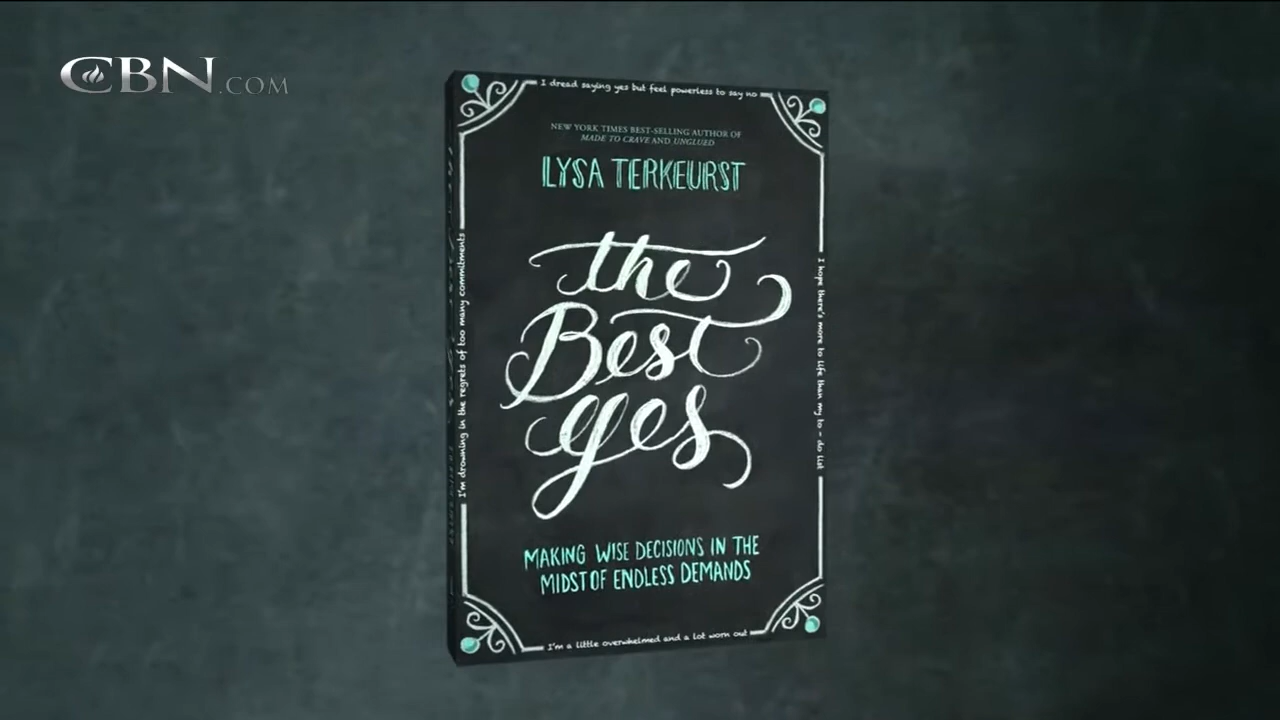 CBN.COM
I dread saying yes but feel powerless to say no
NEW YORK TIMES BEST-SELLING AUTHOR OF
MADE TO CRAVE AND UNGLUED
LYSA TERKEURST
the
Best
yes
MAKING WISE DECISIONS IN THE
MIDST OF ENDLESS DEMANDS
I'm drowning in the regrets of too many commitments
I hope there's more to life than my to-do list
I'm a little overwhelmed and a lot worn out